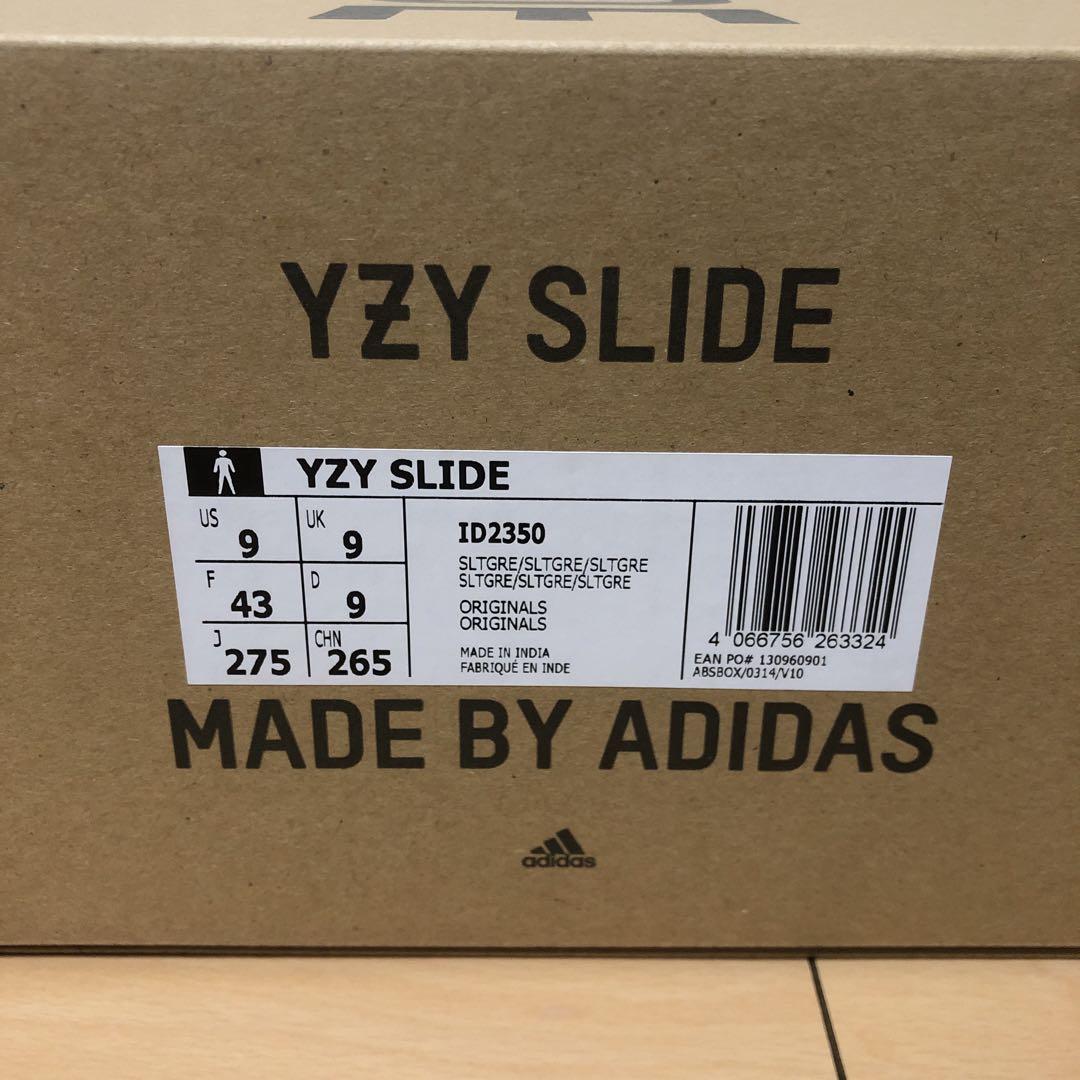 YZY SLIDE
YZY SLIDE
US 9 UK 9
F 43 D 9
J 275 CHN 265
ID2350
SLTGRE/SLTGRE/SLTGRE
SLTGRE/SLTGRE/SLTGRE
ORIGINALS
ORIGINALS
MADE IN INDIA
FABRIQUÉ EN INDE
4 066756 263324
EAN PO# 130960901
ABSBOX/0314/V10
MADE BY ADIDAS
adidas